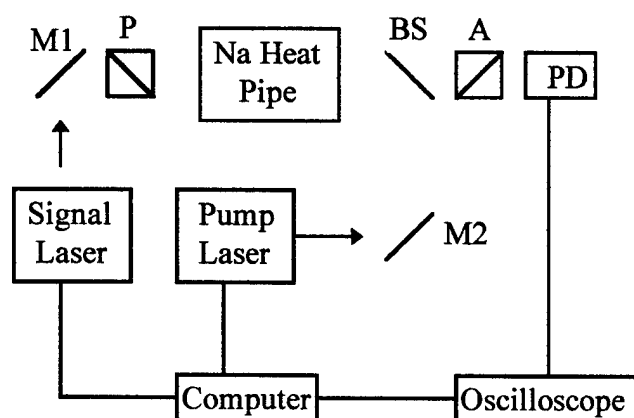 M1
P
Na Heat
Pipe
BS
A
PD
Signal
Laser
Pump
Laser
M2
Computer
Oscilloscope